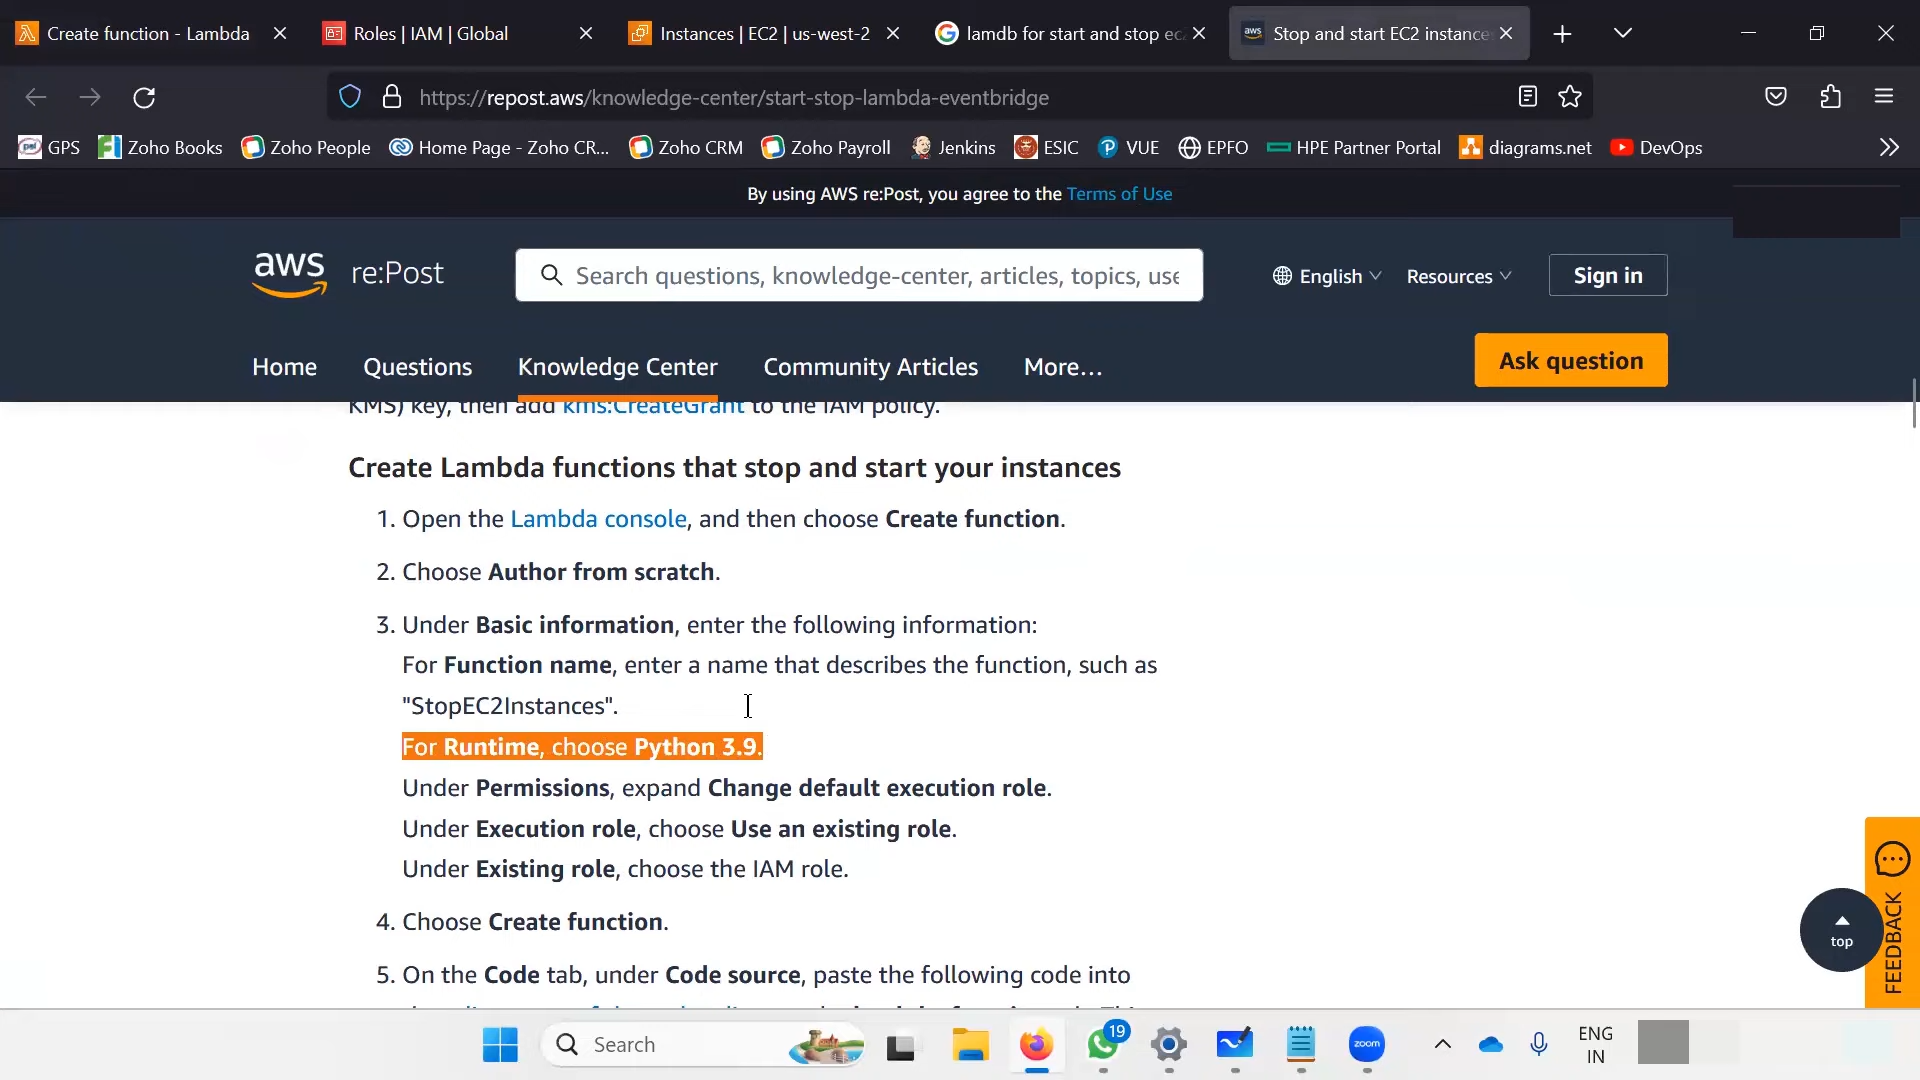 Create function - Lambda
Roles | IAM | Global
Instances | EC2 | us-west-2
lamdb for start and stop ec
Stop and start EC2 instance
https://repost.aws/knowledge-center/start-stop-lambda-eventbridge
GPS
Zoho Books
Zoho People
Home Page - Zoho CR...
Zoho CRM
Zoho Payroll
Jenkins
ESIC
VUE
EPFO
HPE Partner Portal
diagrams.net
DevOps
By using AWS re:Post, you agree to the Terms of Use
aws re:Post
Search questions, knowledge-center, articles, topics, use
English
Resources
Sign in
Home
Questions
Knowledge Center
Community Articles
More...
Ask question
KMS) key, then add kms:CreateGrant to the IAM policy.
Create Lambda functions that stop and start your instances
1. Open the Lambda console, and then choose Create function.
2. Choose Author from scratch.
3. Under Basic information, enter the following information:
For Function name, enter a name that describes the function, such as
"StopEC2Instances".
For Runtime, choose Python 3.9.
Under Permissions, expand Change default execution role.
Under Execution role, choose Use an existing role.
Under Existing role, choose the IAM role.
4. Choose Create function.
5. On the Code tab, under Code source, paste the following code into
top
FEEDBACK
Search
19
zoom
ENG
IN